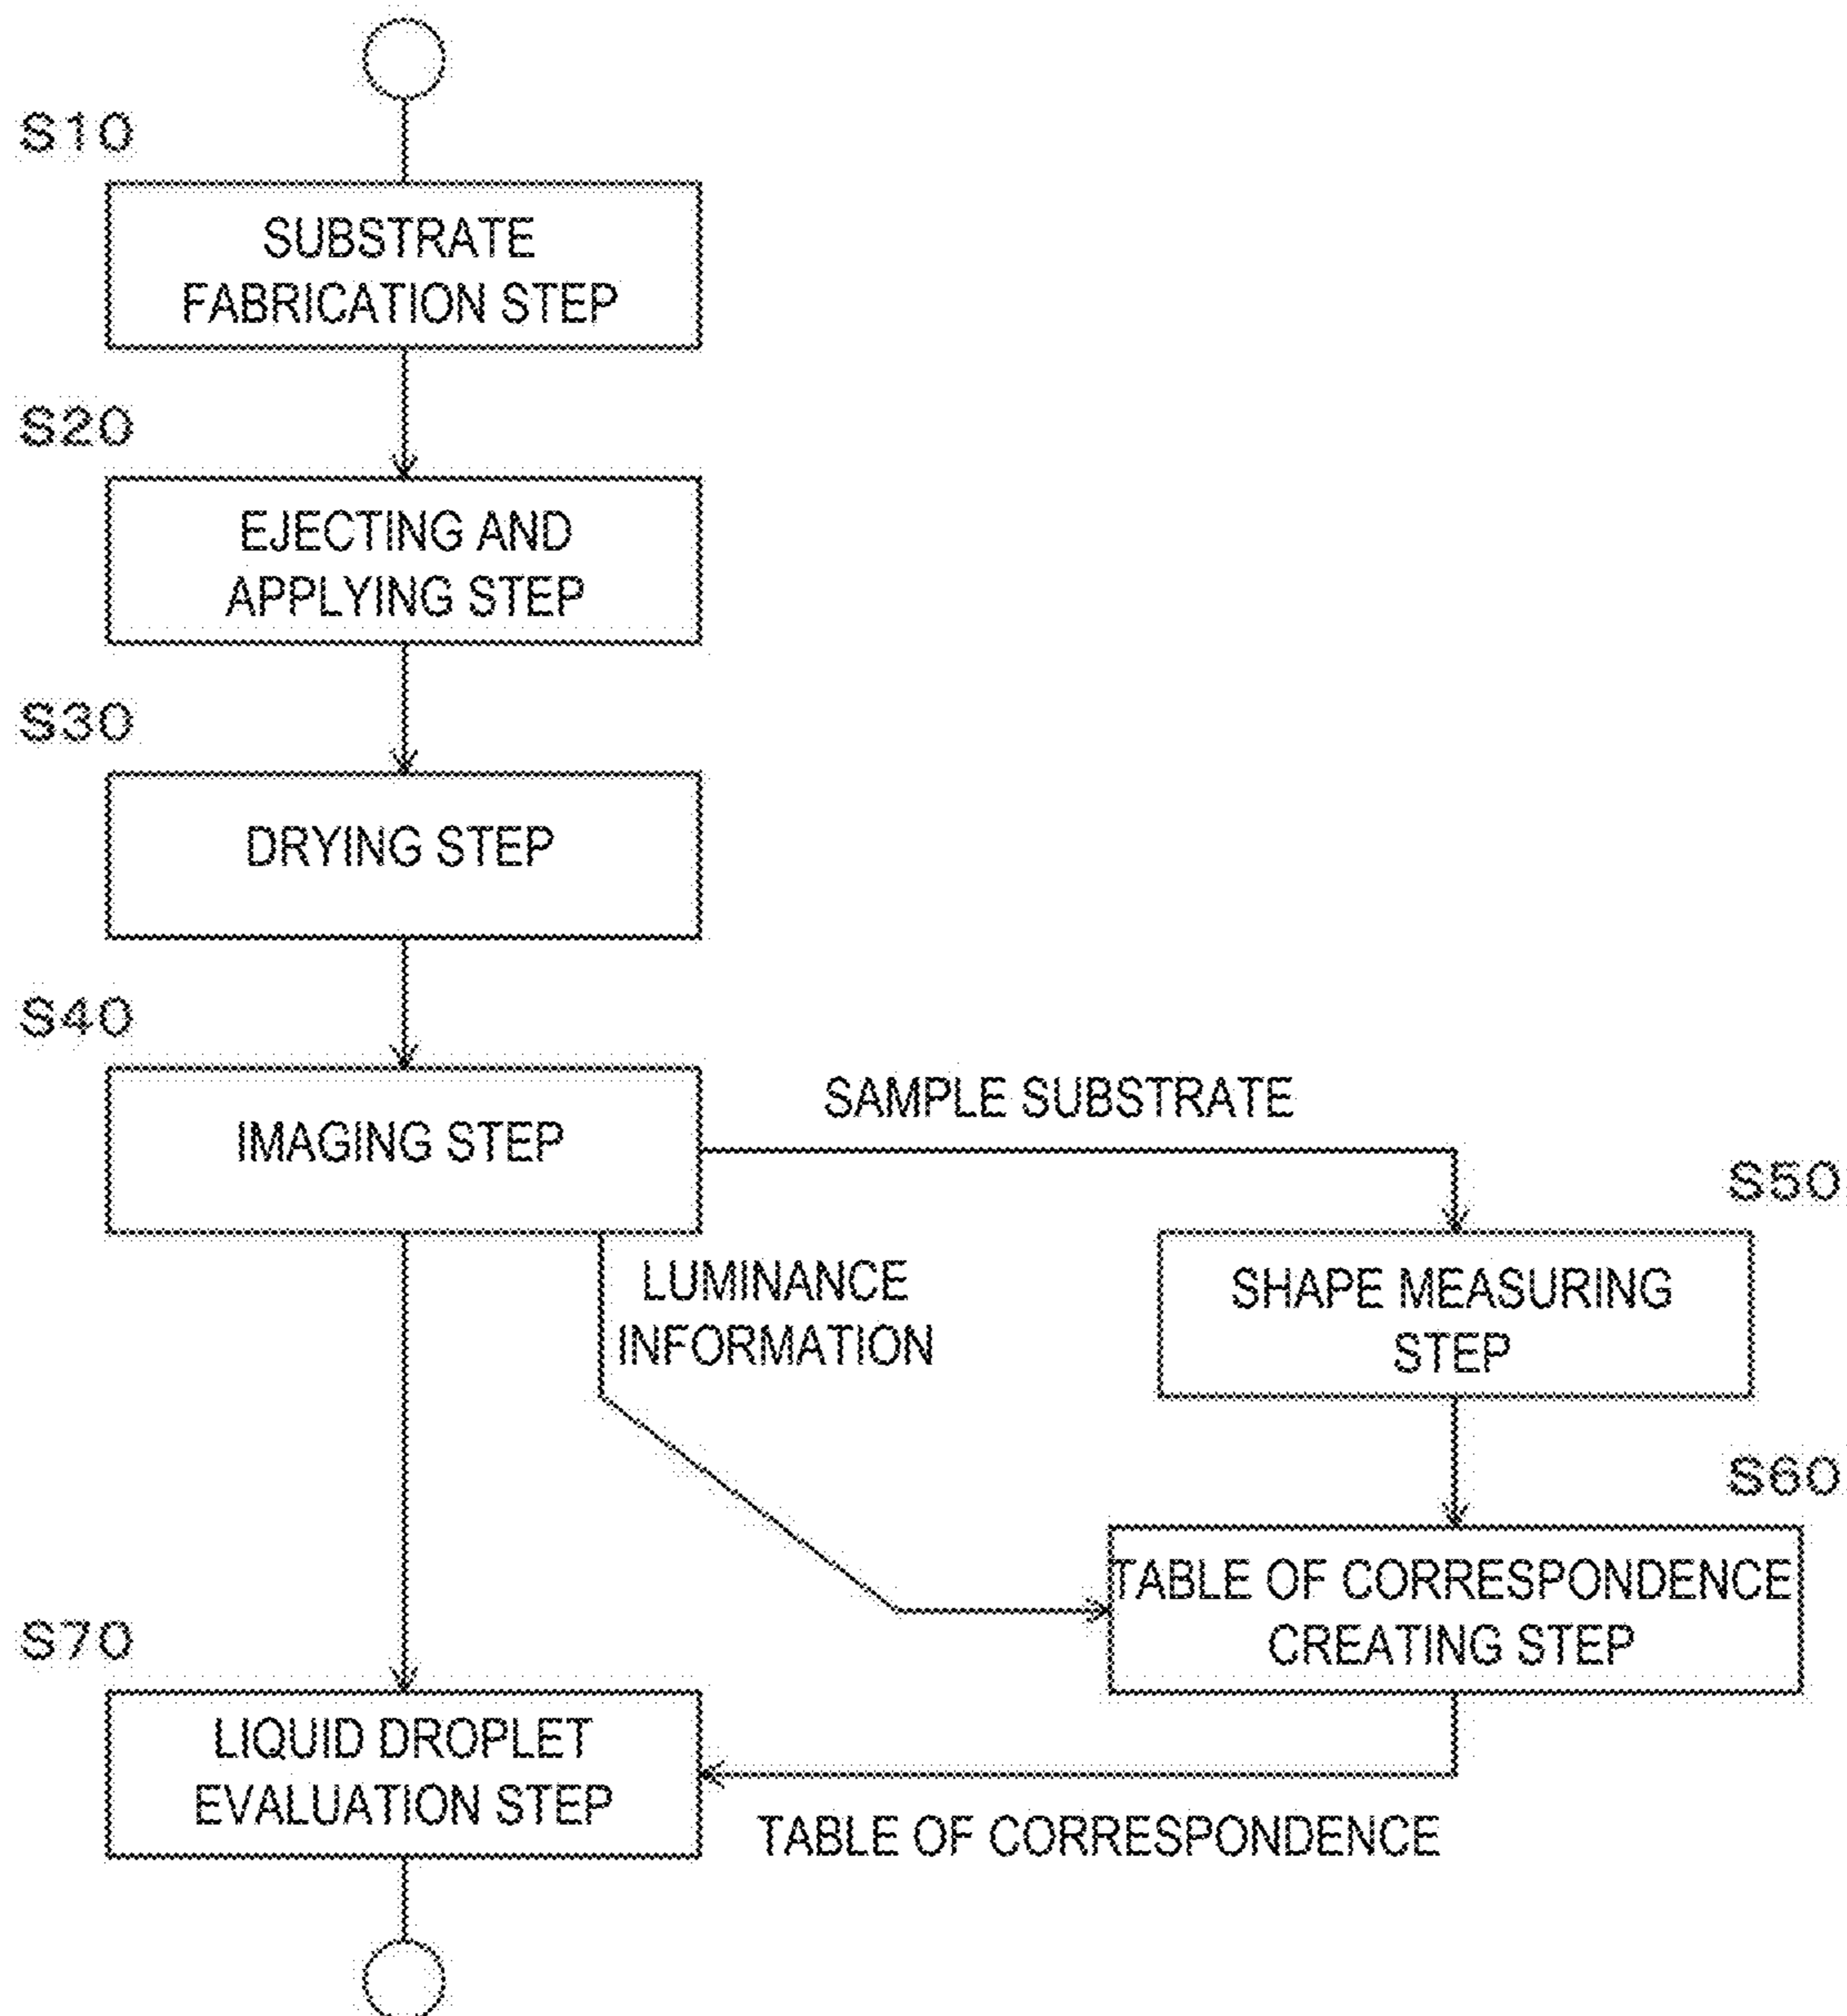 S10
SUBSTRATE
FABRICATION STEP
S20
EJECTING AND
APPLYING STEP
S30
DRYING STEP
S40
IMAGING STEP
SAMPLE SUBSTRATE
S50
LUMINANCE
INFORMATION
SHAPE MEASURING
STEP
S60
TABLE OF CORRESPONDENCE
CREATING STEP
S70
LIQUID DROPLET
EVALUATION STEP
TABLE OF CORRESPONDENCE